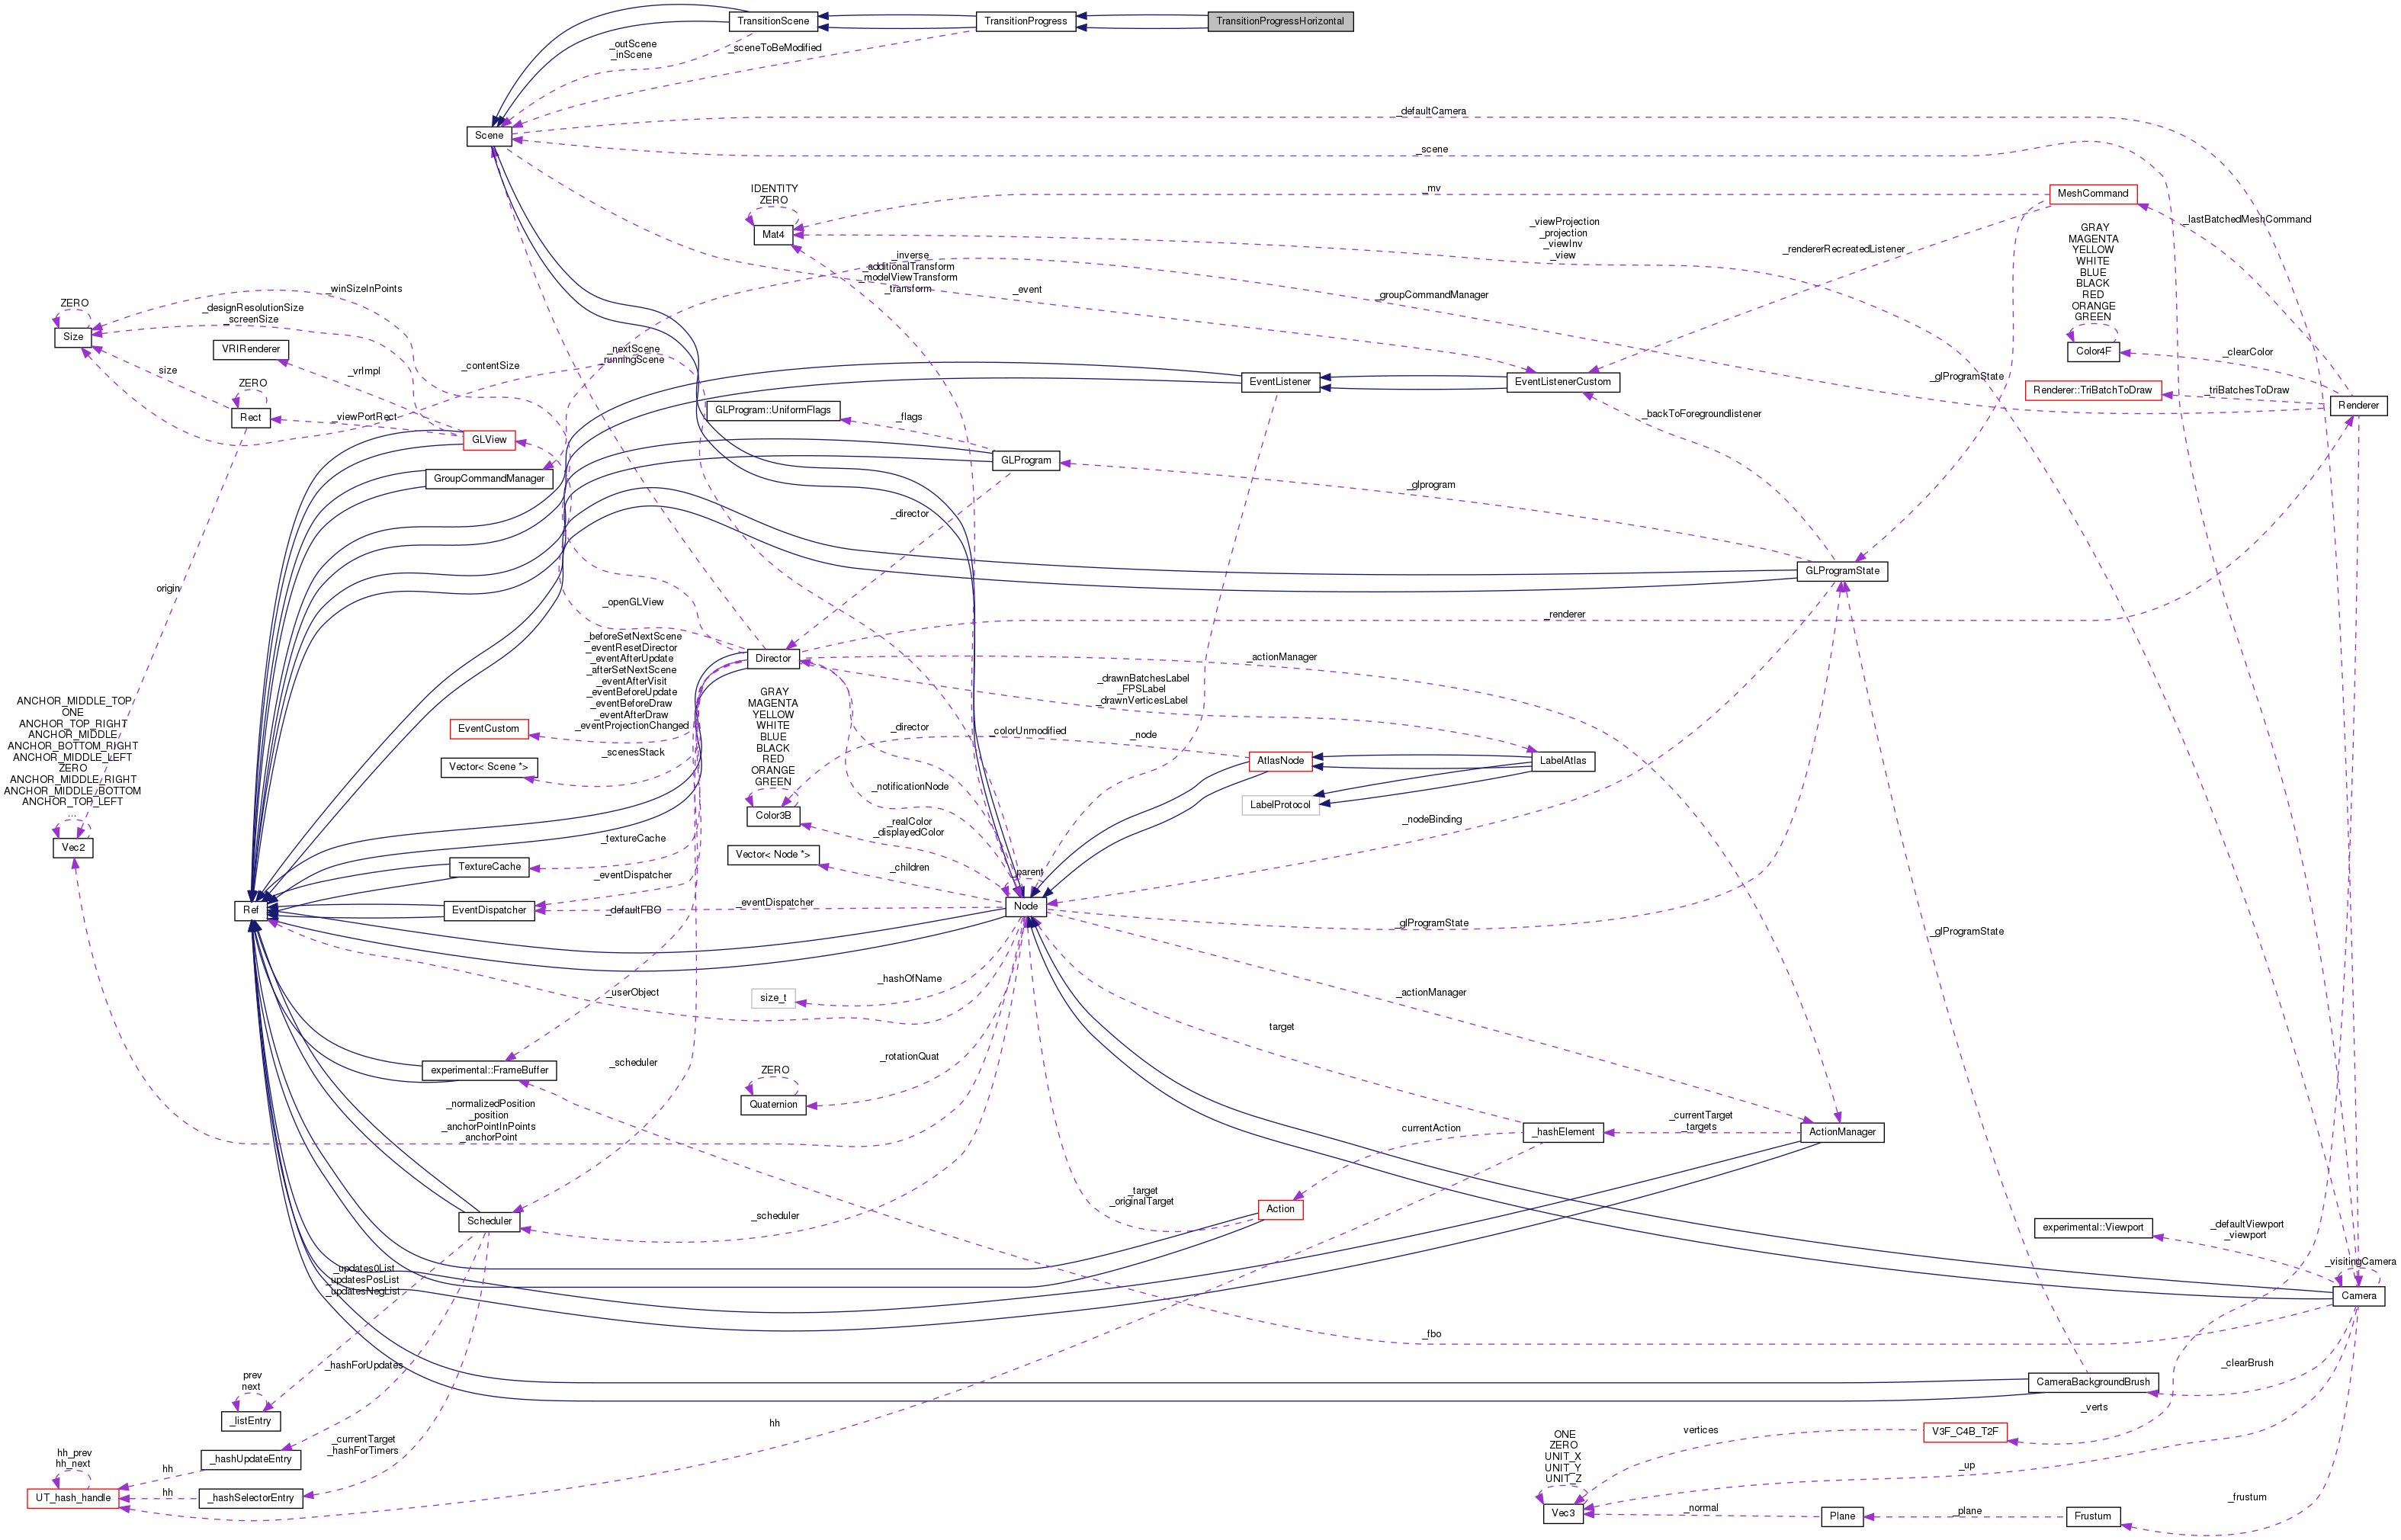 TransitionScene
TransitionProgress
TransitionProgressHorizontal
_outScene
_inScene
_sceneToBeModified
_defaultCamera
Scene
_scene
IDENTITY
ZERO
_mv
MeshCommand
Mat4
_viewProjection
_projection
_viewInv
_view
_lastBatchedMeshCommand
_rendererRecreatedListener
GRAY
MAGENTA
YELLOW
WHITE
BLUE
BLACK
RED
ORANGE
GREEN
_inverse
_additionalTransform
_modelViewTransform
_transform
_event
_groupCommandManager
_winSizeInPoints
ZERO
_designResolutionSize
_screenSize
Size
VRIRenderer
_nextScene
_runningScene
_contentSize
_vrImpl
size
ZERO
Rect
_viewPortRect
EventListener
EventListenerCustom
_glProgramState
Color4F
_clearColor
Renderer::TriBatchToDraw
_triBatchesToDraw
Renderer
GLProgram::UniformFlags
_flags
_backToForegroundlistener
GLView
GroupCommandManager
GLProgram
_glprogram
_director
GLProgramState
origin
_openGLView
_renderer
_beforeSetNextScene
_eventResetDirector
_eventAfterUpdate
_afterSetNextScene
_eventAfterVisit
_eventBeforeUpdate
_eventBeforeDraw
_eventAfterDraw
_eventProjectionChanged
Director
_actionManager
_drawnBatchesLabel
_FPSLabel
_drawnVerticesLabel
GRAY
MAGENTA
YELLOW
WHITE
BLUE
BLACK
RED
ORANGE
GREEN
ANCHOR_MIDDLE_TOP
ONE
ANCHOR_TOP_RIGHT
ANCHOR_MIDDLE
ANCHOR_BOTTOM_RIGHT
ANCHOR_MIDDLE_LEFT
ZERO
ANCHOR_MIDDLE_RIGHT
ANCHOR_MIDDLE_BOTTOM
ANCHOR_TOP_LEFT
...
EventCustom
_director
_colorUnmodified
_node
_scenesStack
Vector< Scene *>
AtlasNode
LabelAtlas
_notificationNode
LabelProtocol
Color3B
_realColor
_displayedColor
_nodeBinding
_textureCache
Vec2
Vector< Node *>
TextureCache
_children
_parent
_eventDispatcher
Ref
EventDispatcher
_defaultFBO
_eventDispatcher
Node
_glProgramState
_glProgramState
_hashOfName
_userObject
size_t
_actionManager
target
_rotationQuat
experimental::FrameBuffer
_scheduler
ZERO
Quaternion
_normalizedPosition
_position
_anchorPointInPoints
_anchorPoint
_currentTarget
_targets
currentAction
_hashElement
ActionManager
_target
_originalTarget
Action
_scheduler
Scheduler
experimental::Viewport
_defaultViewport
_viewport
_visitingCamera
_updates0List
_updatesPosList
_updatesNegList
Camera
_fbo
_hashForUpdates
_clearBrush
prev
next
CameraBackgroundBrush
_listEntry
_verts
hh
vertices
V3F_C4B_T2F
_currentTarget
_hashForTimers
ONE
ZERO
UNIT_X
UNIT_Y
UNIT_Z
hh_prev
hh_next
_hashUpdateEntry
hh
_up
UT_hash_handle
hh
_hashSelectorEntry
_frustum
Vec3
_normal
Plane
_plane
Frustum